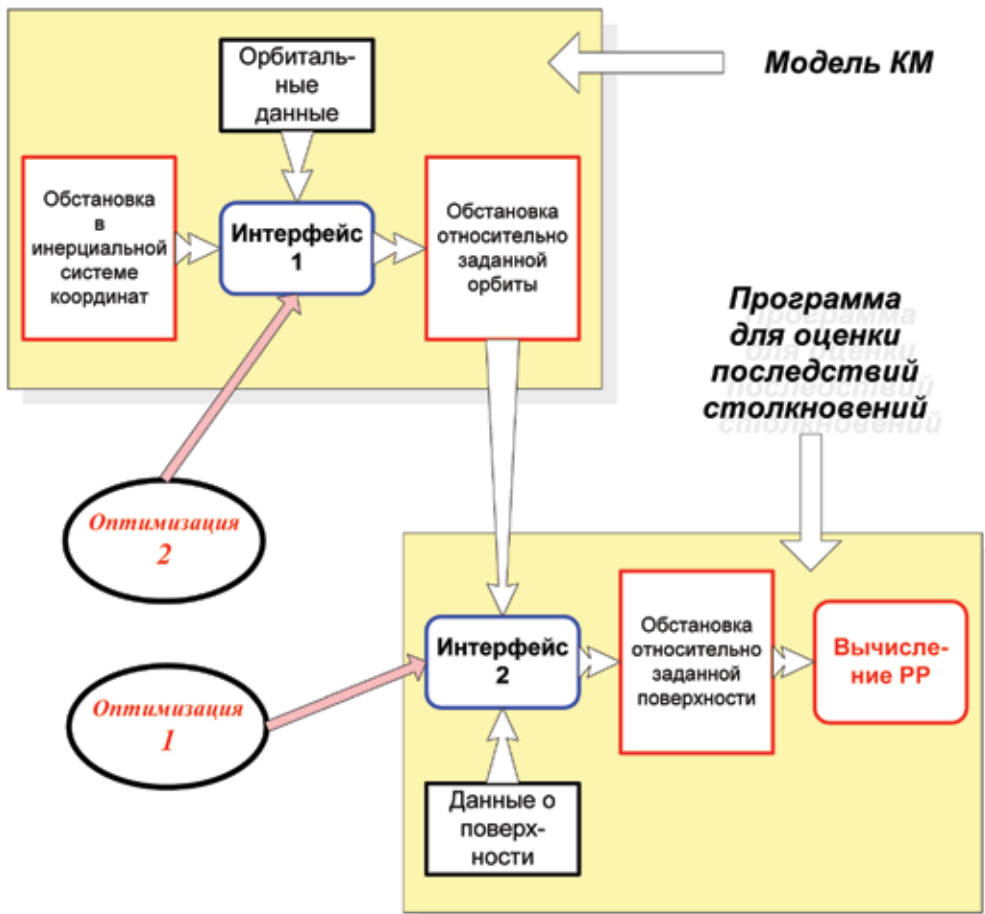 Орбиталь-
ные
данные
Модель КМ
Обстановка
в
инерциальной
системе
координат
Интерфейс
1
Обстановка
относительно
заданной
орбиты
Программа
для оценки
последствий
столкновений
Оптимизация
2
Интерфейс
2
Обстановка
относительно
заданной
поверхности
Вычисле-
ние РР
Оптимизация
1
Данные о
поверх-
ности